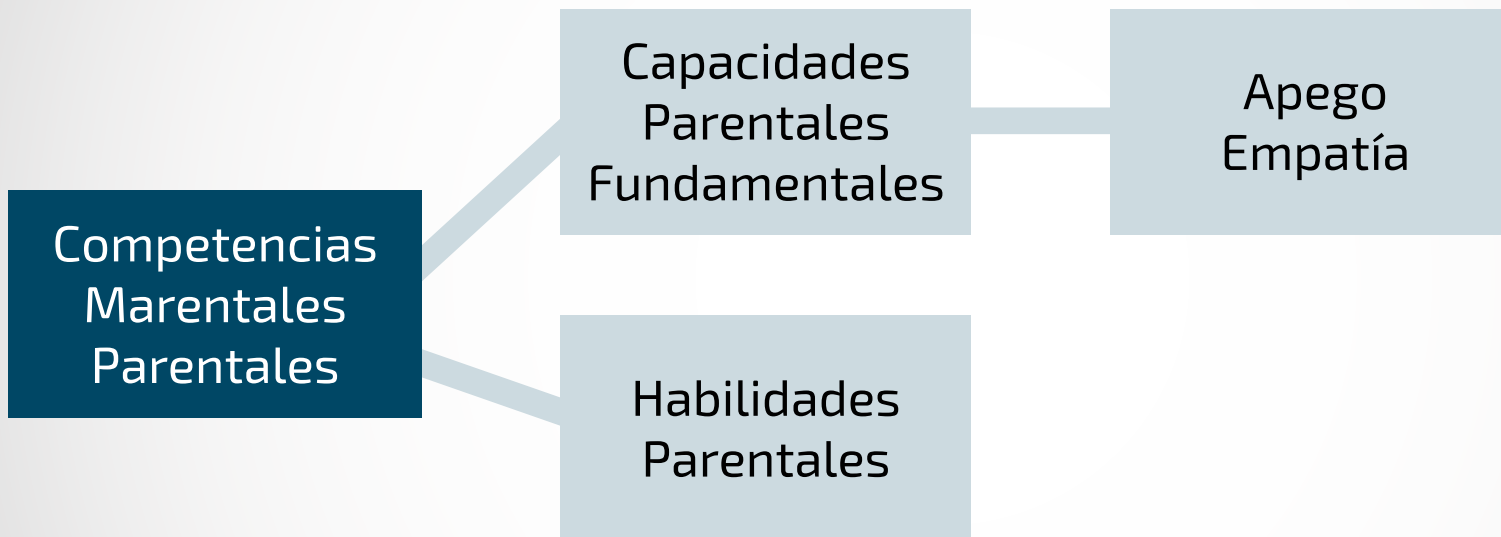 Competencias
Marentales
Parentales
Capacidades
Parentales
Fundamentales
Apego
Empatía
Habilidades
Parentales